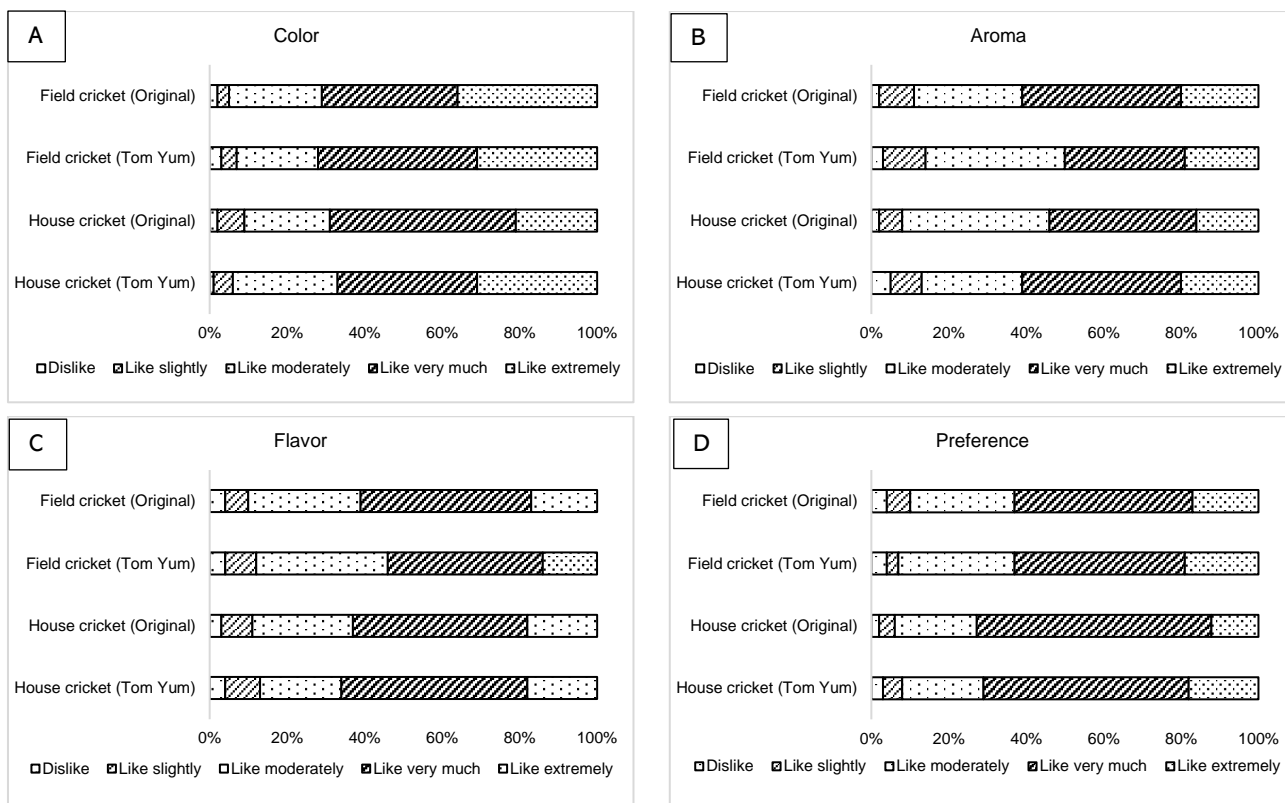 A
Color
Field cricket (Original)
Field cricket (Tom Yum)
House cricket (Original)
House cricket (Tom Yum)
0% 20% 40% 60% 80% 100%
Dislike Like slightly Like moderately Like very much Like extremely
B
Aroma
Field cricket (Original)
Field cricket (Tom Yum)
House cricket (Original)
House cricket (Tom Yum)
0% 20% 40% 60% 80% 100%
Dislike Like slightly Like moderately Like very much Like extremely
C
Flavor
Field cricket (Original)
Field cricket (Tom Yum)
House cricket (Original)
House cricket (Tom Yum)
0% 20% 40% 60% 80% 100%
Dislike Like slightly Like moderately Like very much Like extremely
D
Preference
Field cricket (Original)
Field cricket (Tom Yum)
House cricket (Original)
House cricket (Tom Yum)
0% 20% 40% 60% 80% 100%
Dislike Like slightly Like moderately Like very much Like extremely